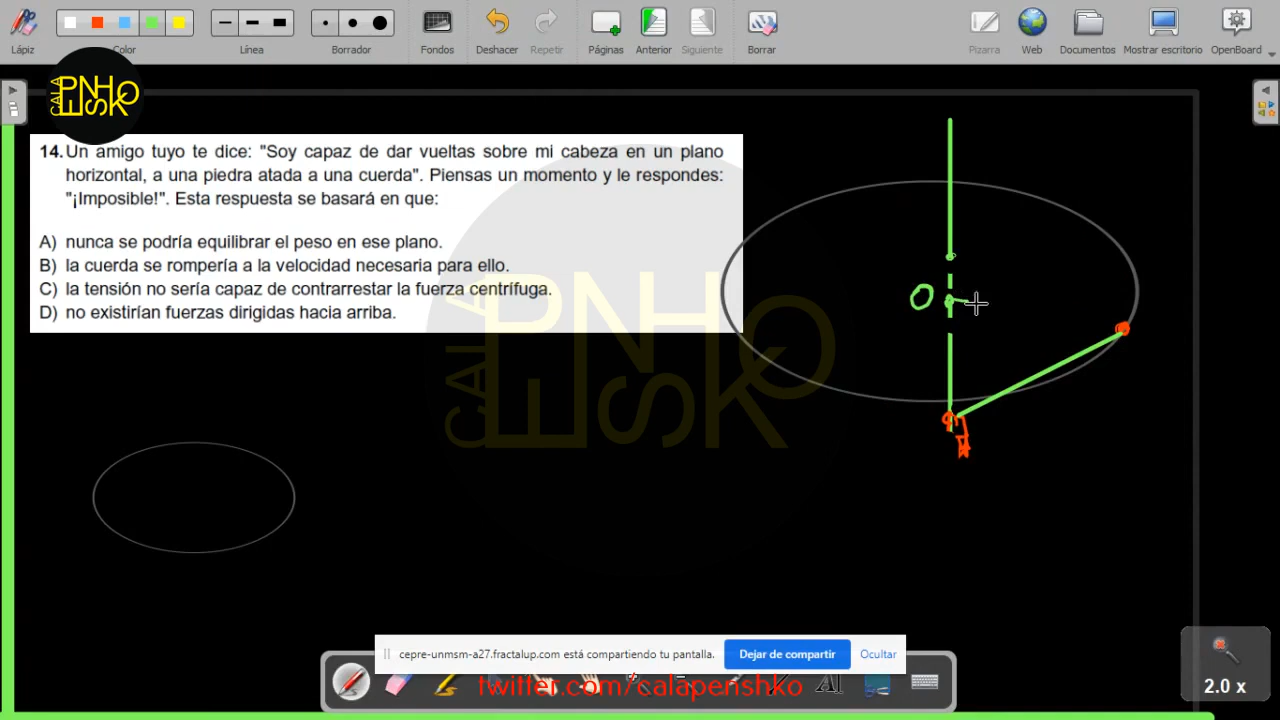 Lápiz
Color
Línea
Borrador
Fondos
Deshacer
Repetir
Páginas
Anterior
Siguiente
Borrar
Pizarra
Web
Documentos
Mostrar escritorio
OpenBoard
CALA
PENHSKO
14. Un amigo tuyo te dice: "Soy capaz de dar vueltas sobre mi cabeza en un plano
horizontal, a una piedra atada a una cuerda". Piensas un momento y le respondes:
"¡Imposible!". Esta respuesta se basará en que:
A) nunca se podría equilibrar el peso en ese plano.
B) la cuerda se rompería a la velocidad necesaria para ello.
C) la tensión no sería capaz de contrarrestar la fuerza centrífuga.
D) no existirían fuerzas dirigidas hacia arriba.
O
CALA
PENHSKO
cepre-unmsm-a27.fractalup.com está compartiendo tu pantalla.
Dejar de compartir
Ocultar
twitter.com/calapenshko
AI
2.0 x